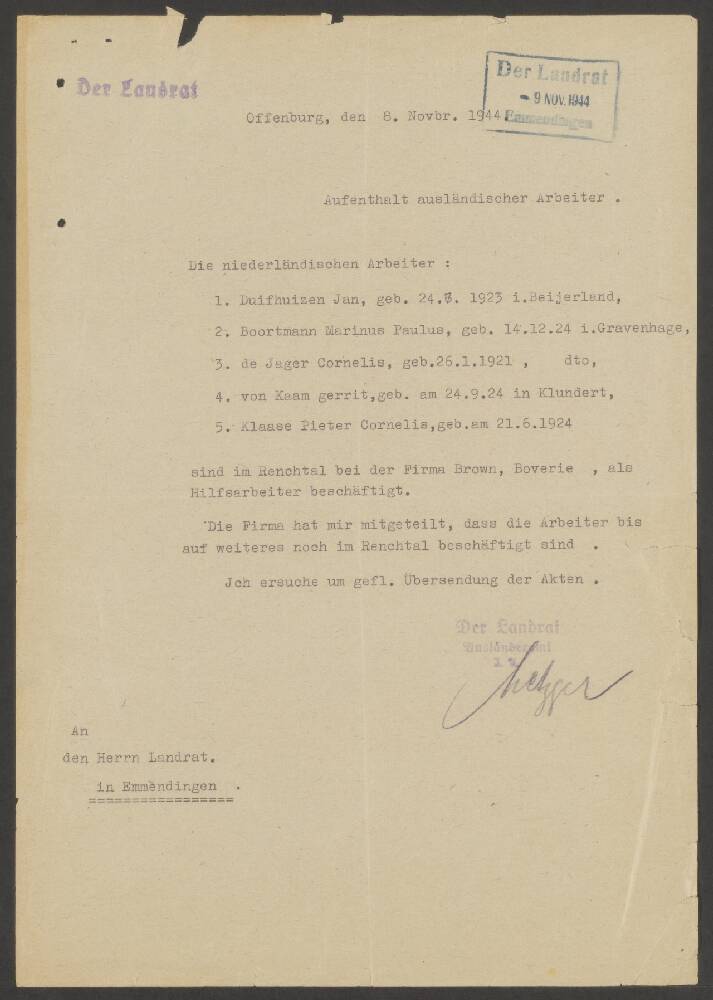 Der Landrat
Der Landrat
- 9 NOV. 1944
Emmendingen
Offenburg, den 8. Novbr. 1944
Aufenthalt ausländischer Arbeiter .
Die niederländischen Arbeiter :
1. Duifhuizen Jan, geb. 24.8. 1923 i.Beijerland,
2. Boortmann Marinus Paulus, geb. 14.12.24 i.Gravenhage,
3. de Jager Cornelis, geb.26.1.1921 , dto,
4. von Kaam gerrit,geb. am 24.9.24 in Klundert,
5. Klaase Pieter Cornelis,geb.am 21.6.1924
sind im Renchtal bei der Firma Brown, Boverie , als
Hilfsarbeiter beschäftigt.
Die Firma hat mir mitgeteilt, dass die Arbeiter bis
auf weiteres noch im Renchtal beschäftigt sind .
Jch ersuche um gefl. Übersendung der Akten .
Der Landrat
Ausländeramt
Metzger
An
den Herrn Landrat.
in Emmendingen .
=================